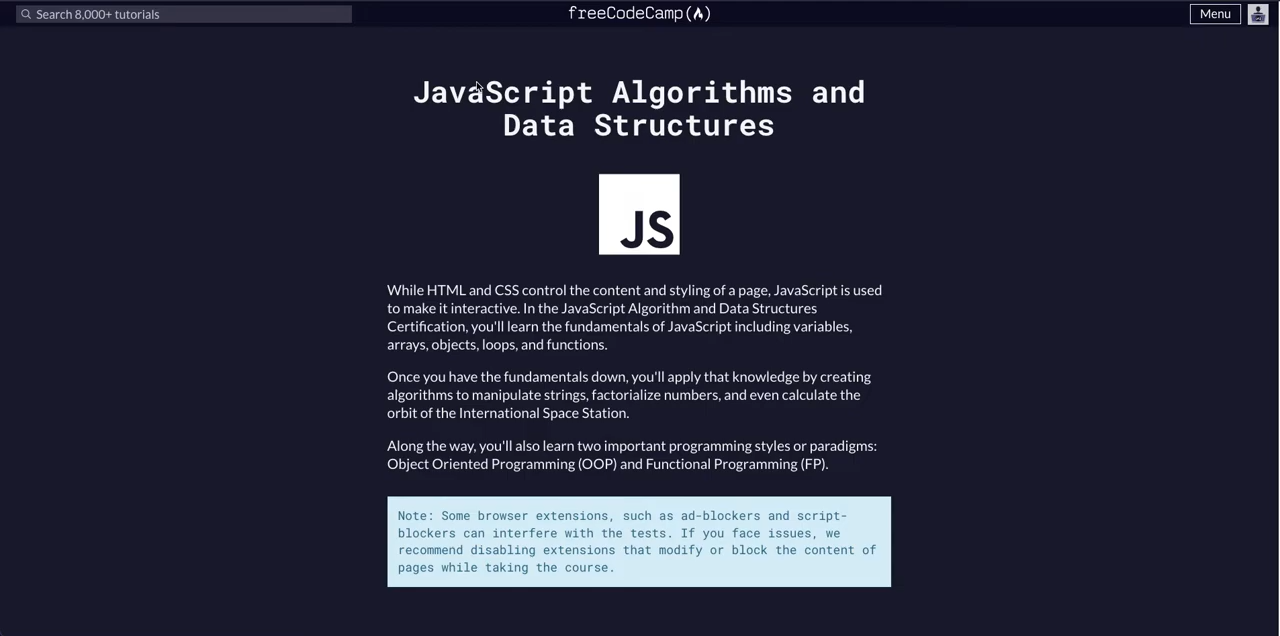 Search 8,000+ tutorials
freeCodeCamp
Menu
JavaScript Algorithms and
Data Structures
JS
While HTML and CSS control the content and styling of a page, JavaScript is used
to make it interactive. In the JavaScript Algorithm and Data Structures
Certification, you'll learn the fundamentals of JavaScript including variables,
arrays, objects, loops, and functions.
Once you have the fundamentals down, you'll apply that knowledge by creating
algorithms to manipulate strings, factorialize numbers, and even calculate the
orbit of the International Space Station.
Along the way, you'll also learn two important programming styles or paradigms:
Object Oriented Programming (OOP) and Functional Programming (FP).
Note: Some browser extensions, such as ad-blockers and script-
blockers can interfere with the tests. If you face issues, we
recommend disabling extensions that modify or block the content of
pages while taking the course.